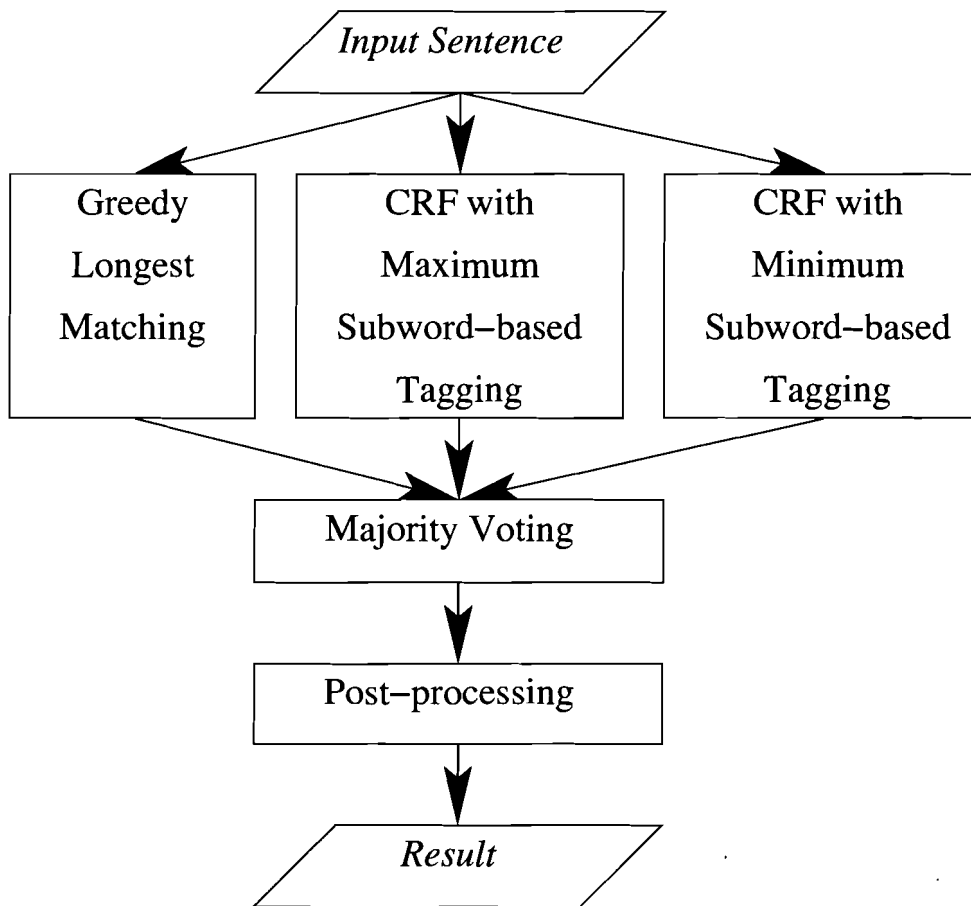 Input Sentence
Greedy
Longest
Matching
CRF with
Maximum
Subword−based
Tagging
CRF with
Minimum
Subword−based
Tagging
Majority Voting
Post−processing
Result